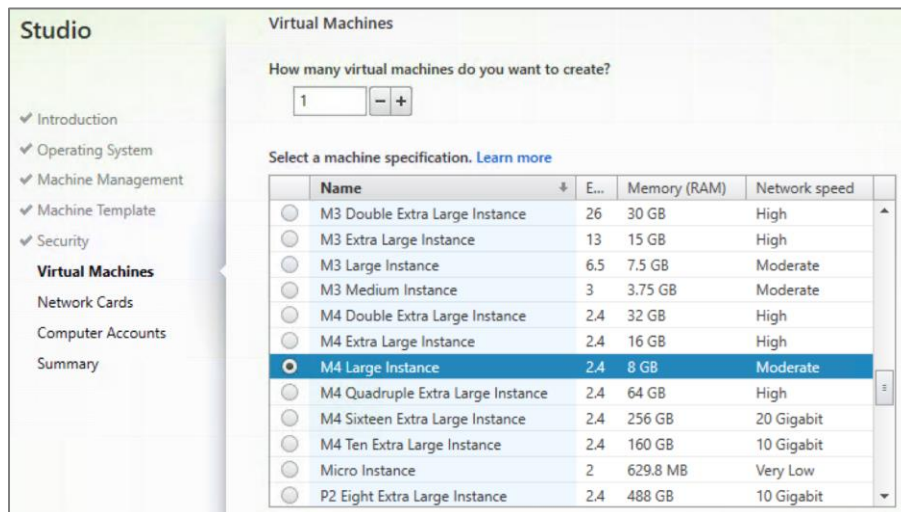 Studio
✔ Introduction
✔ Operating System
✔ Machine Management
✔ Machine Template
✔ Security
Virtual Machines
Network Cards
Computer Accounts
Summary
Virtual Machines
How many virtual machines do you want to create?
1 − +
Select a machine specification. Learn more
Name E... Memory (RAM) Network speed
M3 Double Extra Large Instance 26 30 GB High
M3 Extra Large Instance 13 15 GB High
M3 Large Instance 6.5 7.5 GB Moderate
M3 Medium Instance 3 3.75 GB Moderate
M4 Double Extra Large Instance 2.4 32 GB High
M4 Extra Large Instance 2.4 16 GB High
M4 Large Instance 2.4 8 GB Moderate
M4 Quadruple Extra Large Instance 2.4 64 GB High
M4 Sixteen Extra Large Instance 2.4 256 GB 20 Gigabit
M4 Ten Extra Large Instance 2.4 160 GB 10 Gigabit
Micro Instance 2 629.8 MB Very Low
P2 Eight Extra Large Instance 2.4 488 GB 10 Gigabit